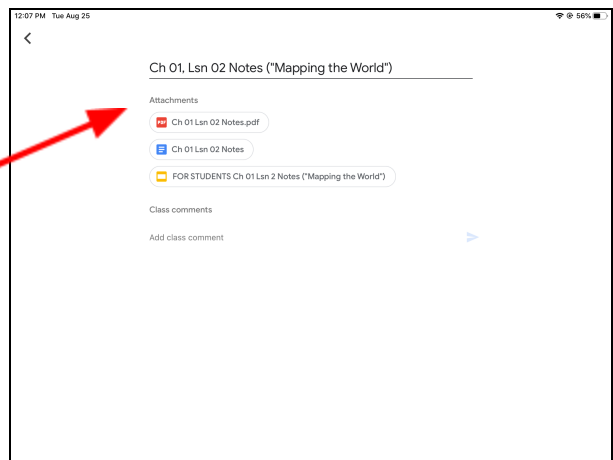 12:07 PM Tue Aug 25 56%
Ch 01, Lsn 02 Notes ("Mapping the World")
Attachments
PDF Ch 01 Lsn 02 Notes.pdf
Ch 01 Lsn 02 Notes
FOR STUDENTS Ch 01 Lsn 2 Notes ("Mapping the World")
Class comments
Add class comment